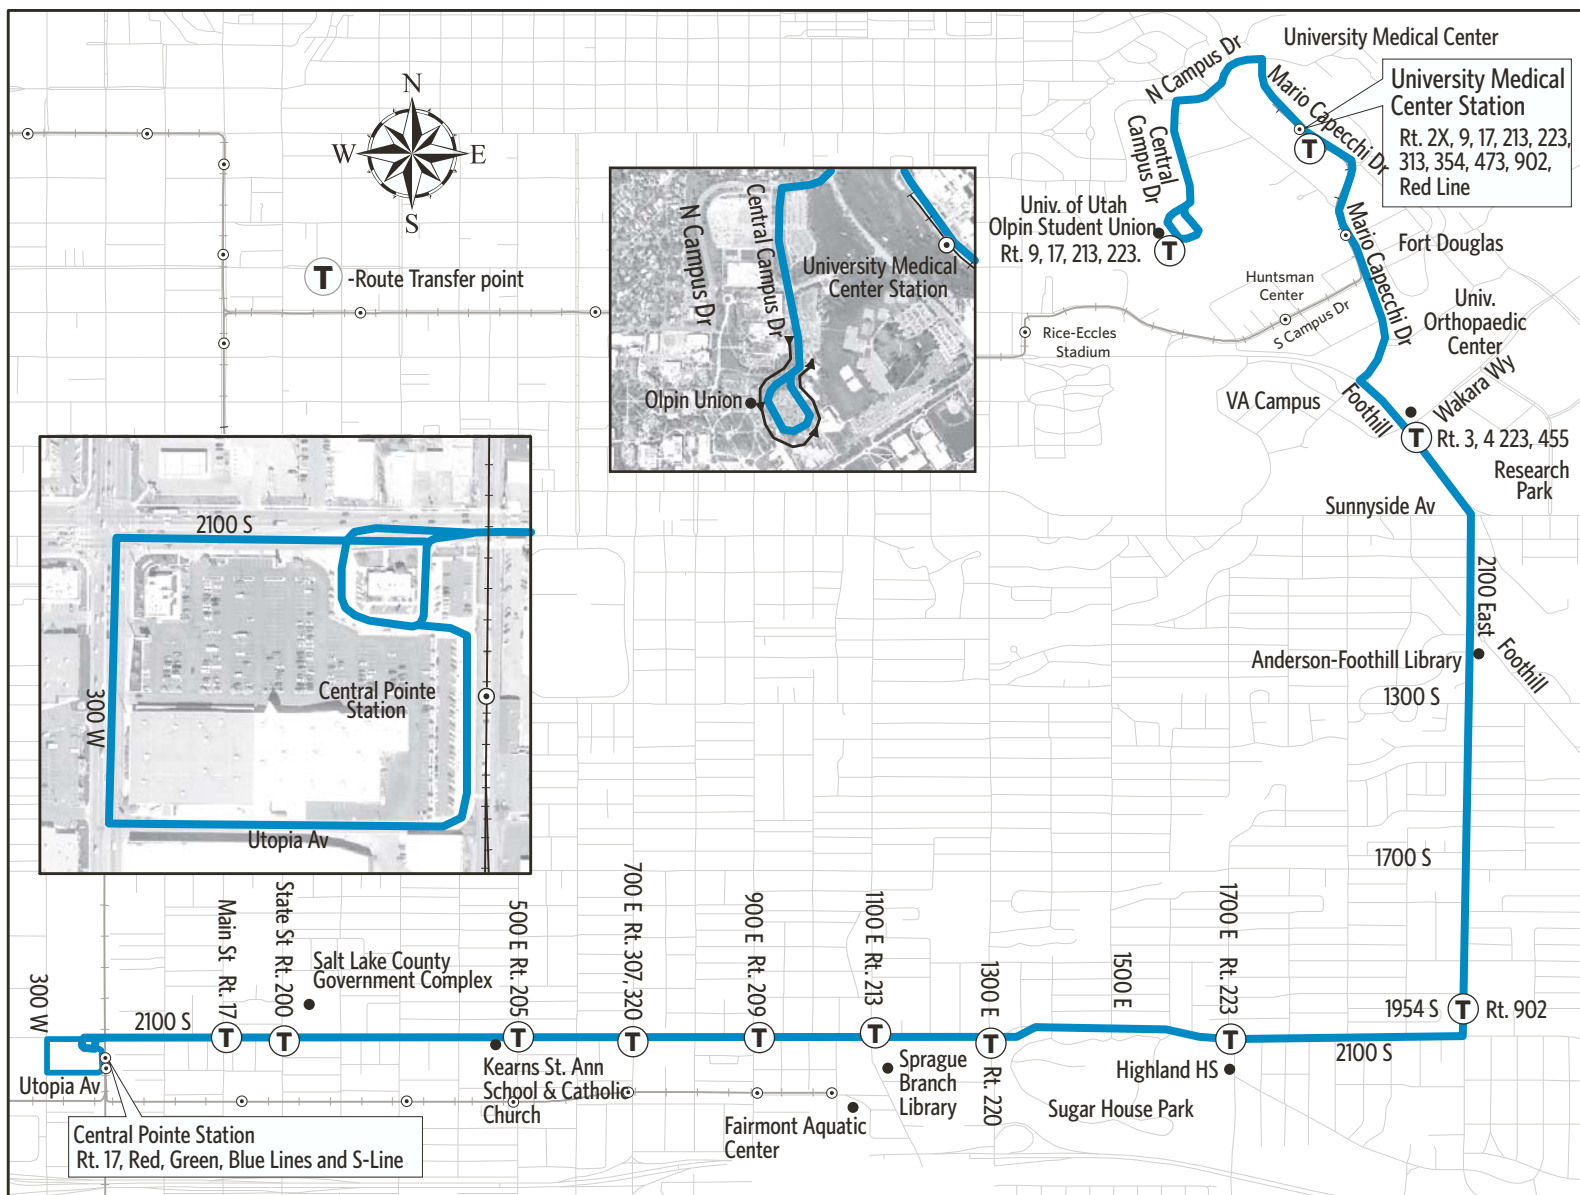 University Medical Center
N Campus Dr
Mario Capecchi Dr
University Medical
Center Station
Rt. 2X, 9, 17, 213, 223,
313, 354, 473, 902,
Red Line
N
W
E
S
T
-Route Transfer point
Central
Campus Dr
T
Univ. of Utah
Olpin Student Union
Rt. 9, 17, 213, 223.
T
Mario Capecchi Dr
Fort Douglas
Huntsman
Center
S Campus Dr
Rice-Eccles
Stadium
Univ.
Orthopaedic
Center
N Campus Dr
Central Campus Dr
University Medical
Center Station
Olpin Union
VA Campus
Foothill
Wakara Wy
T
Rt. 3, 4 223, 455
Research
Park
Sunnyside Av
2100 East
Foothill
Anderson-Foothill Library
1300 S
2100 S
300 W
Central Pointe
Station
Utopia Av
1700 S
300 W
2100 S
Main St Rt. 17
T
State St Rt. 200
T
Salt Lake County
Government Complex
500 E Rt. 205
T
700 E Rt. 307, 320
T
900 E Rt. 209
T
1100 E Rt. 213
T
1300 E
T
Rt. 220
1500 E
1700 E Rt. 223
T
1954 S
T
Rt. 902
2100 S
Utopia Av
Kearns St. Ann
School & Catholic
Church
Fairmont Aquatic
Center
Sprague
Branch
Library
Sugar House Park
Highland HS
Central Pointe Station
Rt. 17, Red, Green, Blue Lines and S-Line